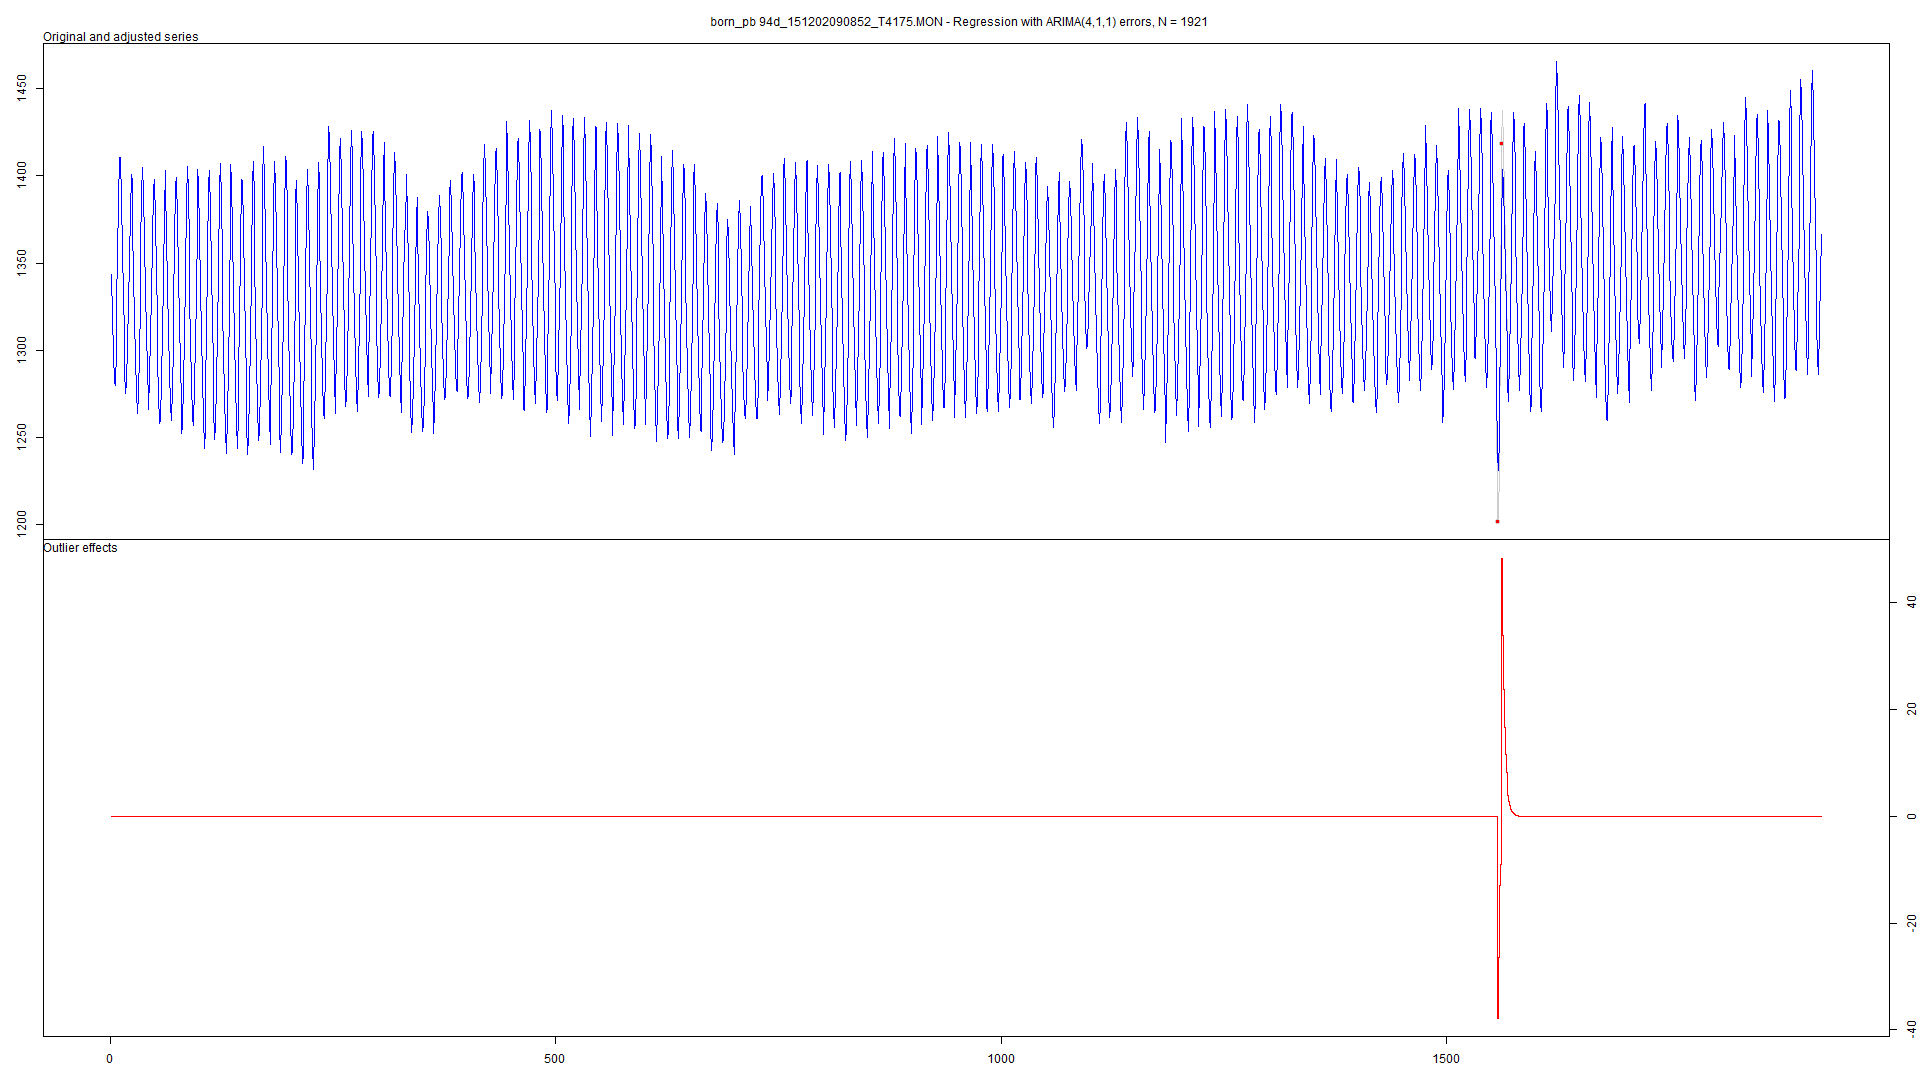 born_pb 94d_151202090852_T4175.MON - Regression with ARIMA(4,1,1) errors, N = 1921
Original and adjusted series
1450
1400
1350
1300
1250
1200
Outlier effects
40
20
0
-20
-40
0 500 1000 1500